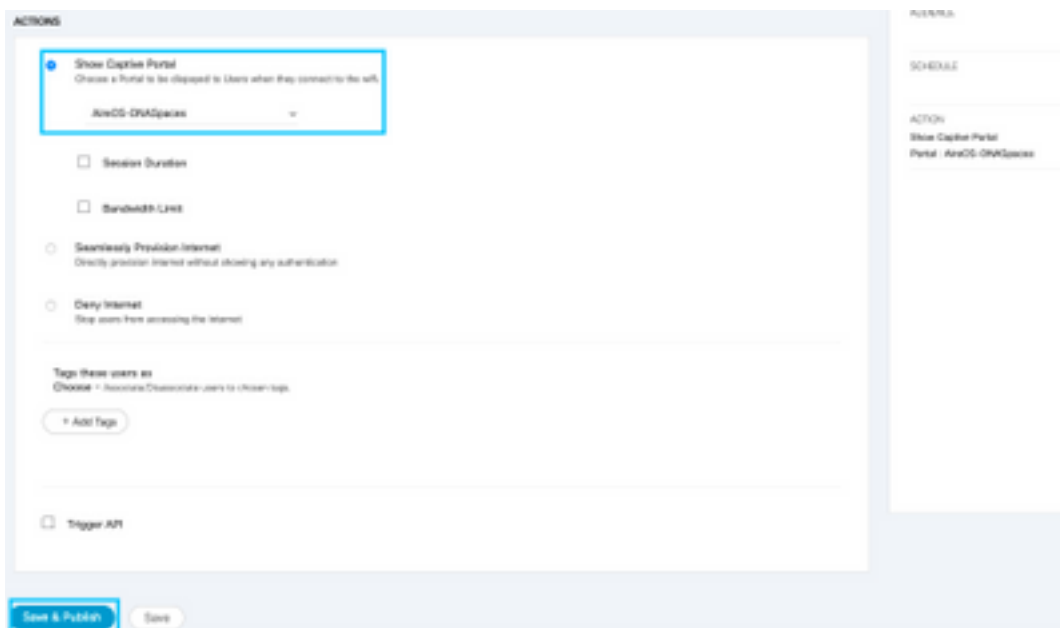 ACTIONS
Show Captive Portal
Choose a Portal to be dispayed to Users when they connect to the wifi.
AireOS-DNASpaces
Session Duration
Bandwidth Limit
Seamlessly Provision Internet
Directly provision internet without showing any authentication
Deny Internet
Stop users from accessing the internet
Tags these users as
Choose - Associate/Disassociate users to chosen tags.
+ Add Tags
Trigger API
Save & Publish
Save
SCHEDULE
ACTION
Show Captive Portal
Portal : AireOS-DNASpaces